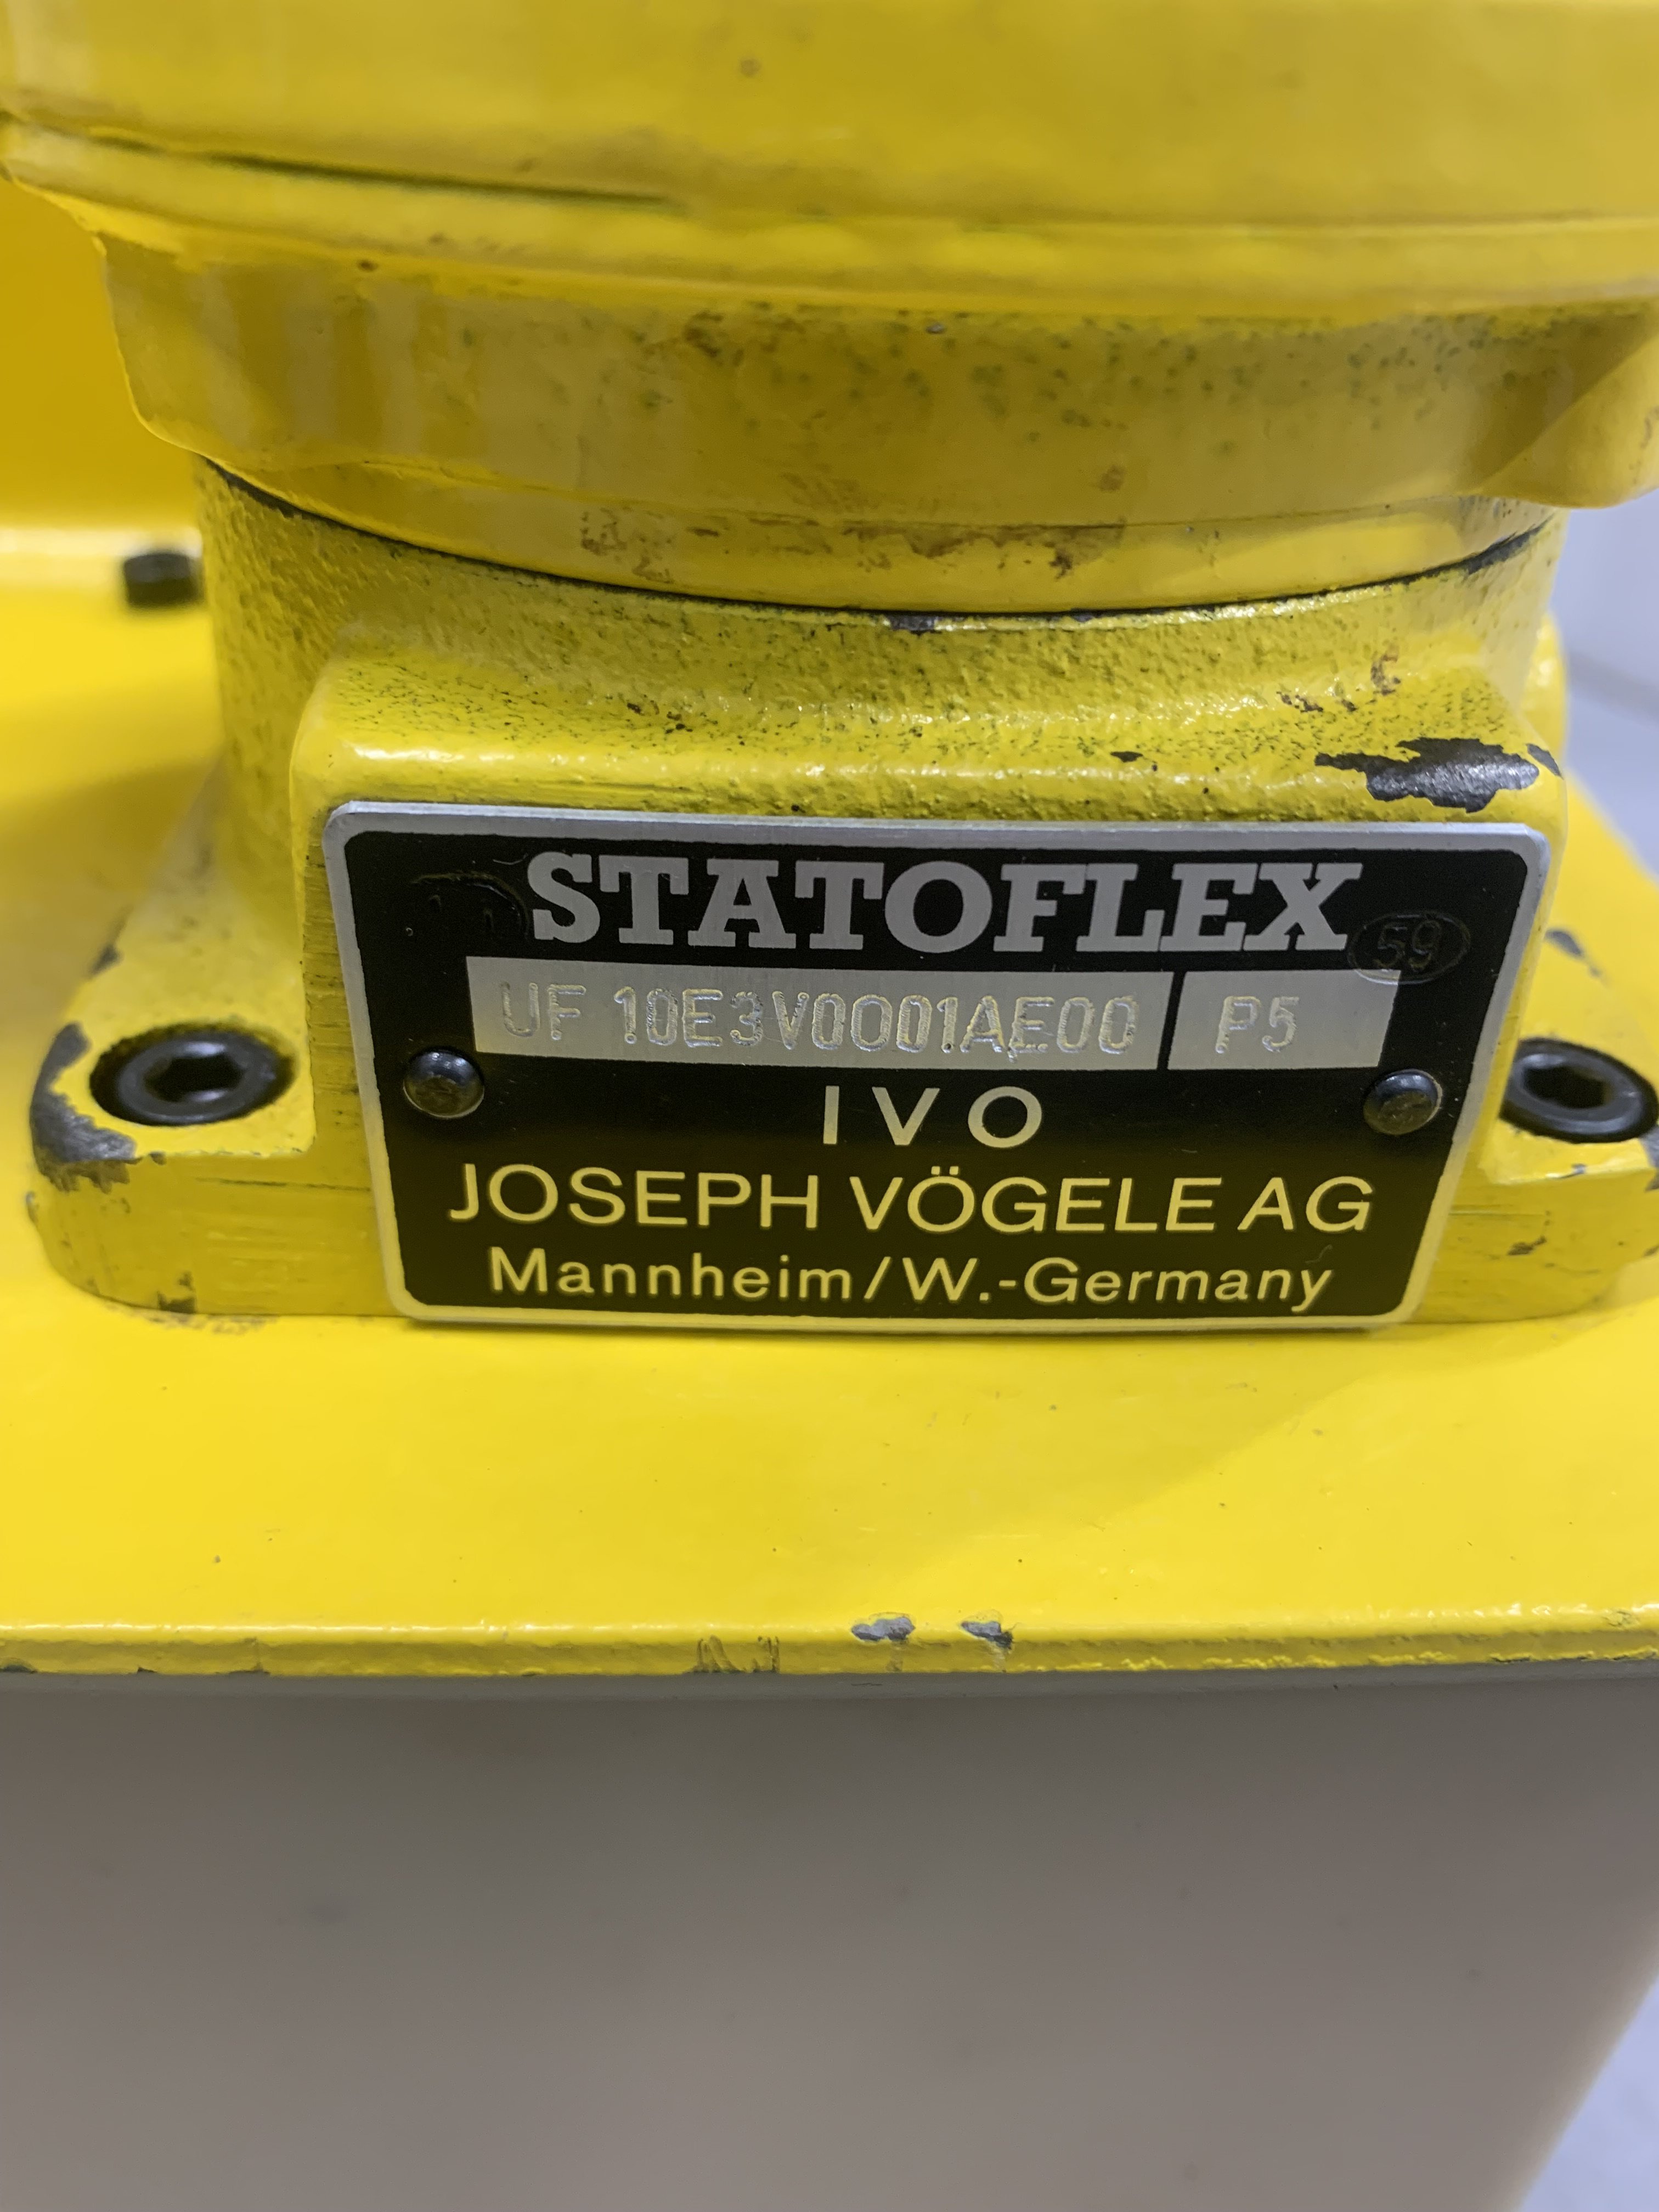 STATOFLEX
59
UF 10E3V0001AE00 P5
IVO
JOSEPH VÖGELE AG
Mannheim/W.-Germany